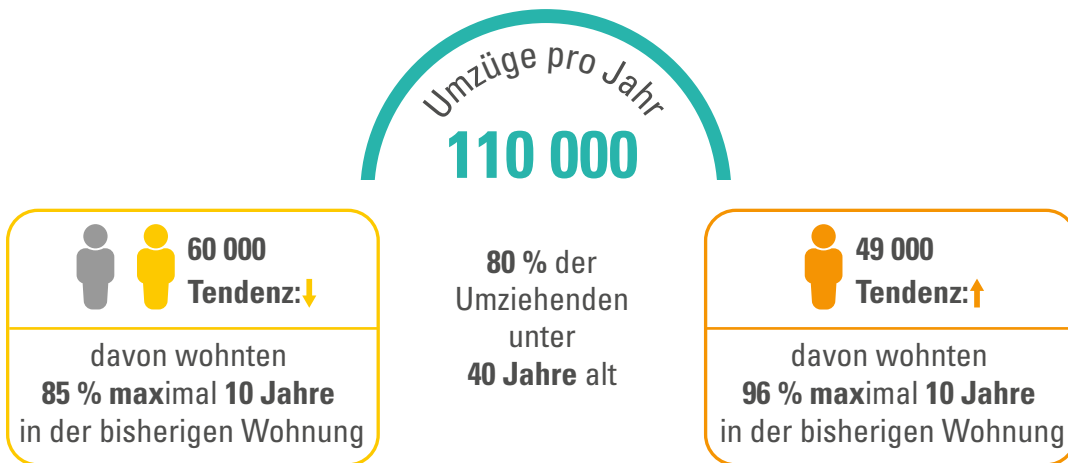 Umzüge pro Jahr
110 000
60 000
Tendenz:
davon wohnten
85 % maximal 10 Jahre
in der bisherigen Wohnung
80 % der
Umziehenden
unter
40 Jahre alt
49 000
Tendenz:
davon wohnten
96 % maximal 10 Jahre
in der bisherigen Wohnung